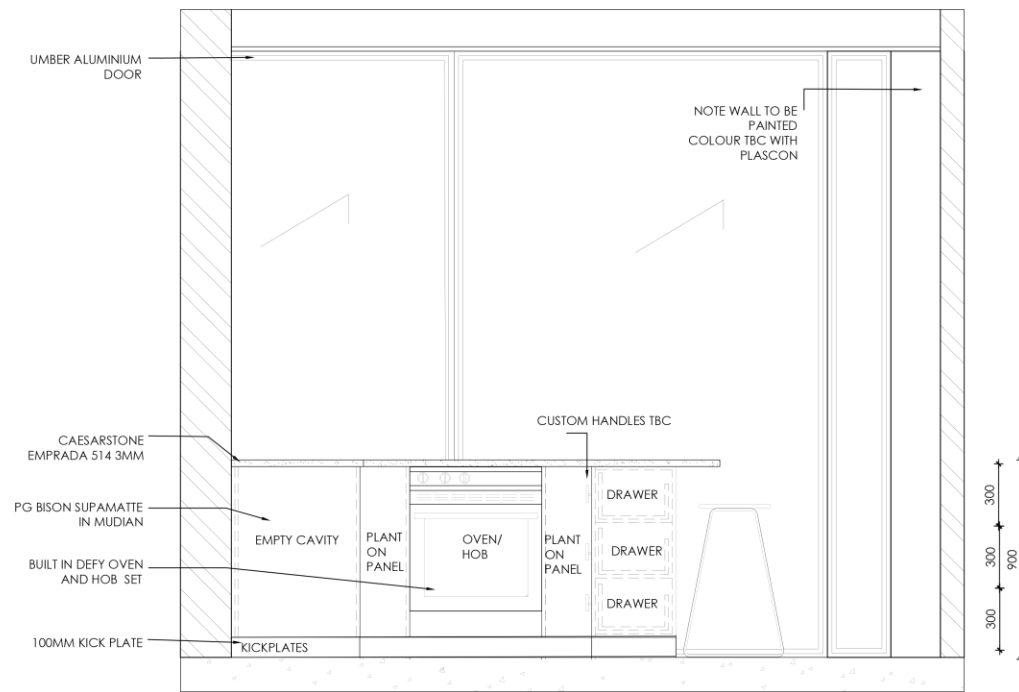 UMBER ALUMINIUM
DOOR
NOTE WALL TO BE
PAINTED
COLOUR TBC WITH
PLASCON
CUSTOM HANDLES TBC
CAESARSTONE
EMPRADA 514 3MM
PG BISON SUPAMATTE
IN MUDIAN
BUILT IN DEFY OVEN
AND HOB SET
100MM KICK PLATE
EMPTY CAVITY
PLANT
ON
PANEL
OVEN/
HOB
PLANT
ON
PANEL
DRAWER
DRAWER
DRAWER
KICKPLATES
300
300
300
900